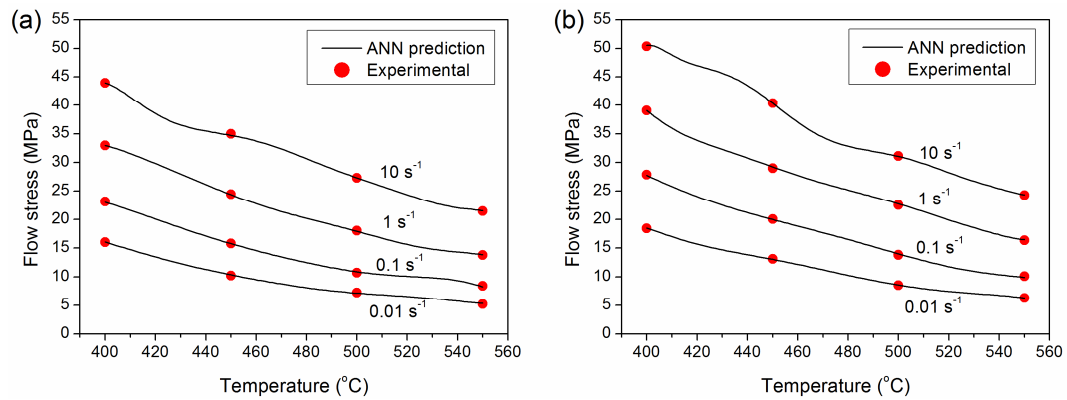 (a)
55
50
45
40
35
30
25
20
15
10
5
0
Flow stress (MPa)
ANN prediction
Experimental
10 s⁻¹
1 s⁻¹
0.1 s⁻¹
0.01 s⁻¹
400 420 440 460 480 500 520 540 560
Temperature (°C)
(b)
55
50
45
40
35
30
25
20
15
10
5
0
Flow stress (MPa)
ANN prediction
Experimental
10 s⁻¹
1 s⁻¹
0.1 s⁻¹
0.01 s⁻¹
400 420 440 460 480 500 520 540 560
Temperature (°C)